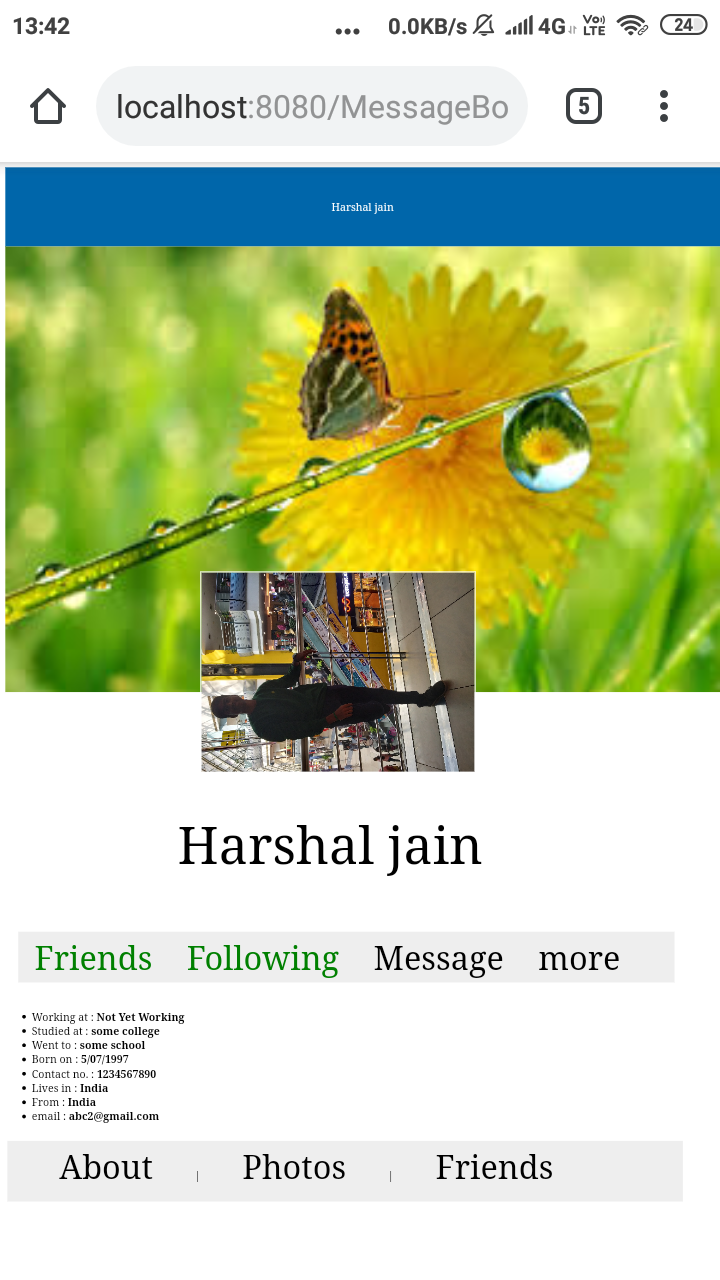 13:42 ... 0.0KB/s 4G VoLTE 24
localhost:8080/MessageBo 5
Harshal jain
Harshal jain
Friends Following Message more
• Working at : Not Yet Working
• Studied at : some college
• Went to : some school
• Born on : 5/07/1997
• Contact no. : 1234567890
• Lives in : India
• From : India
• email : abc2@gmail.com
About | Photos | Friends